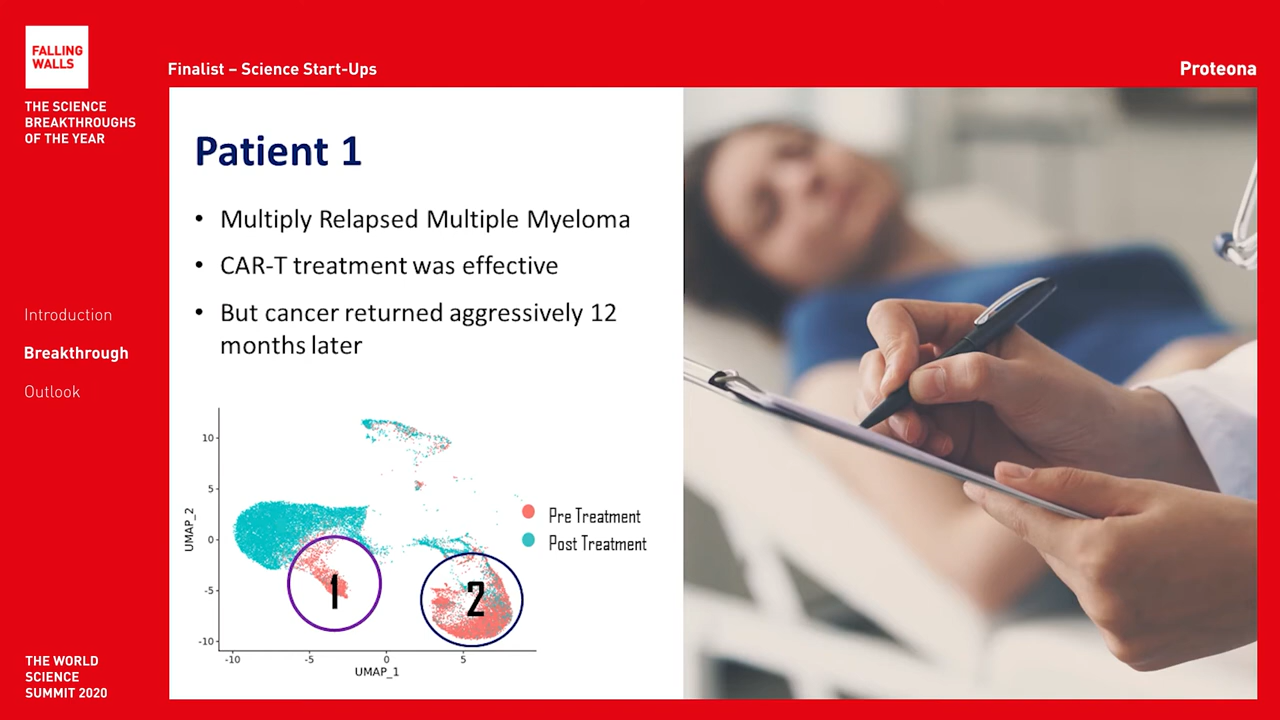 FALLING
WALLS
THE SCIENCE
BREAKTHROUGHS
OF THE YEAR
Finalist – Science Start-Ups
Proteona
Introduction
Breakthrough
Outlook
THE WORLD
SCIENCE
SUMMIT 2020
Patient 1
• Multiply Relapsed Multiple Myeloma
• CAR-T treatment was effective
• But cancer returned aggressively 12
months later
10
5
0
-5
-10
UMAP_2
-10
-5
0
5
UMAP_1
1
2
Pre Treatment
Post Treatment